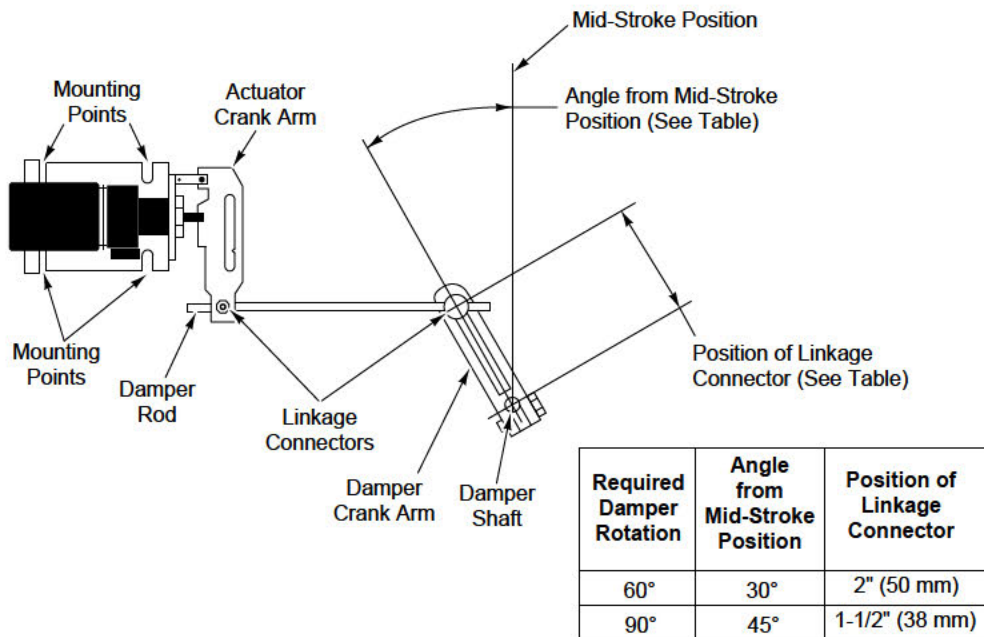 Mid-Stroke Position
Mounting
Points
Actuator
Crank Arm
Angle from Mid-Stroke
Position (See Table)
Mounting
Points
Damper
Rod
Linkage
Connectors
Position of Linkage
Connector (See Table)
Damper
Crank Arm
Damper
Shaft
Required
Damper
Rotation
Angle
from
Mid-Stroke
Position
Position of
Linkage
Connector
60° 30° 2" (50 mm)
90° 45° 1-1/2" (38 mm)